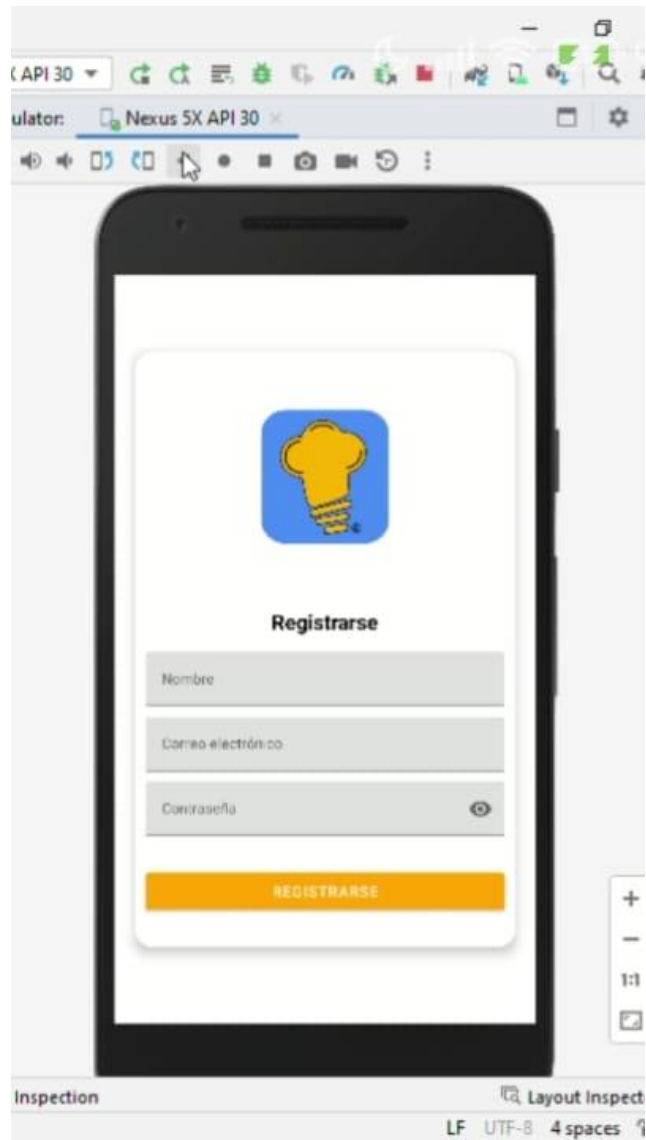 API 30
ulator:
Nexus 5X API 30
Registrarse
Nombre
Correo electrónico
Contraseña
REGISTRARSE
1:1
Inspection
Layout Inspect
LF UTF-8 4 spaces